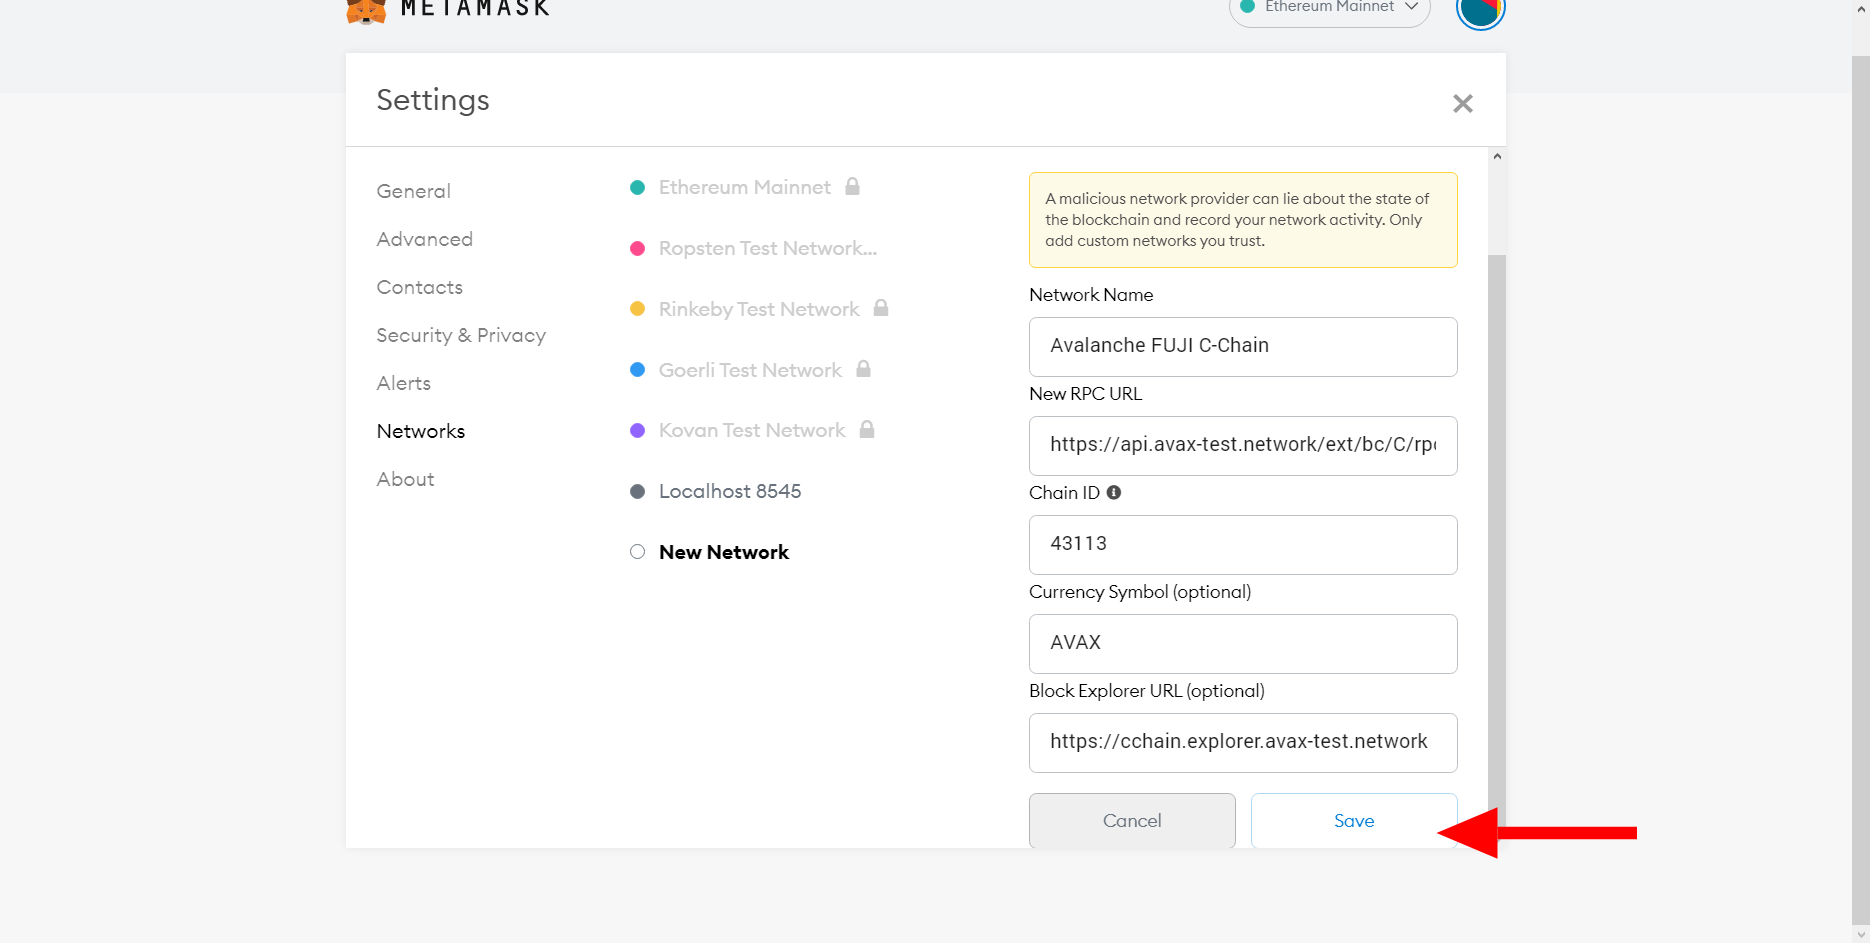 METAMASK
Ethereum Mainnet
Settings
General
Advanced
Contacts
Security & Privacy
Alerts
Networks
About
Ethereum Mainnet
Ropsten Test Network...
Rinkeby Test Network
Goerli Test Network
Kovan Test Network
Localhost 8545
New Network
A malicious network provider can lie about the state of
the blockchain and record your network activity. Only
add custom networks you trust.
Network Name
Avalanche FUJI C-Chain
New RPC URL
https://api.avax-test.network/ext/bc/C/rpc
Chain ID
43113
Currency Symbol (optional)
AVAX
Block Explorer URL (optional)
https://cchain.explorer.avax-test.network
Cancel
Save